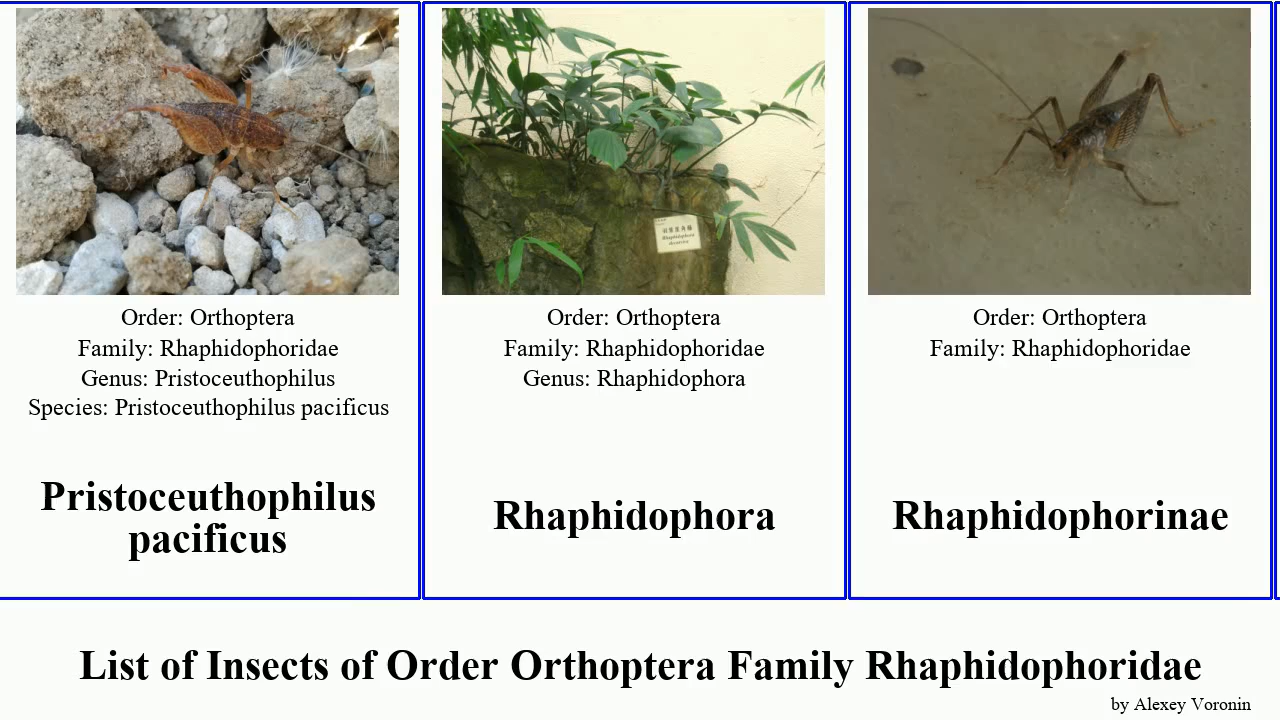 Order: Orthoptera
Family: Rhaphidophoridae
Genus: Pristoceuthophilus
Species: Pristoceuthophilus pacificus
Pristoceuthophilus
pacificus
Rhaphidophora
Order: Orthoptera
Family: Rhaphidophoridae
Genus: Rhaphidophora
Rhaphidophora
Order: Orthoptera
Family: Rhaphidophoridae
Rhaphidophorinae
List of Insects of Order Orthoptera Family Rhaphidophoridae
by Alexey Voronin